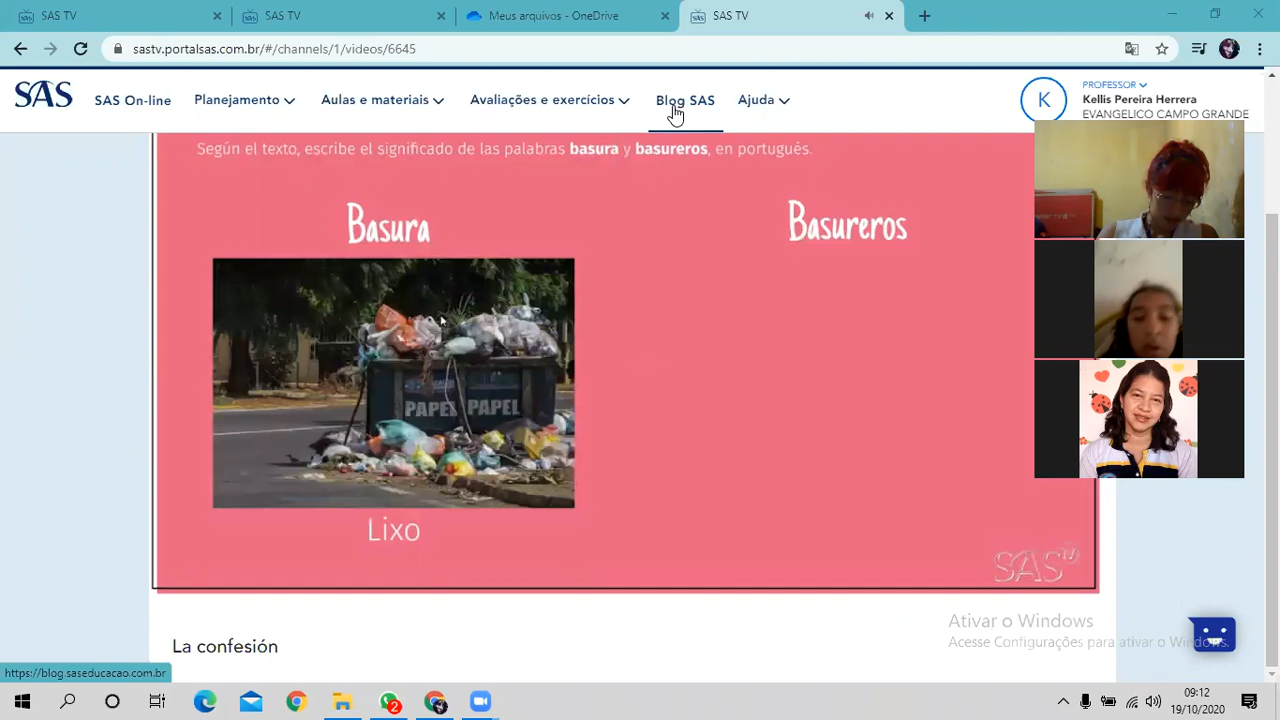 SAS TV
SAS TV
Meus arquivos - OneDrive
SAS TV
sastv.portalsas.com.br/#/channels/1/videos/6645
SAS
SAS On-line
Planejamento
Aulas e materiais
Avaliações e exercícios
Blog SAS
Ajuda
K
PROFESSOR
Kellis Pereira Herrera
EVANGELICO CAMPO GRANDE
Según el texto, escribe el significado de las palabras basura y basureros, en portugués.
Basura
Basureros
PAPEL PAPEL
Lixo
SAS TV
La confesión
Ativar o Windows
Acesse Configurações para ativar o Windows.
https://blog.saseducacao.com.br
2
09:12
19/10/2020